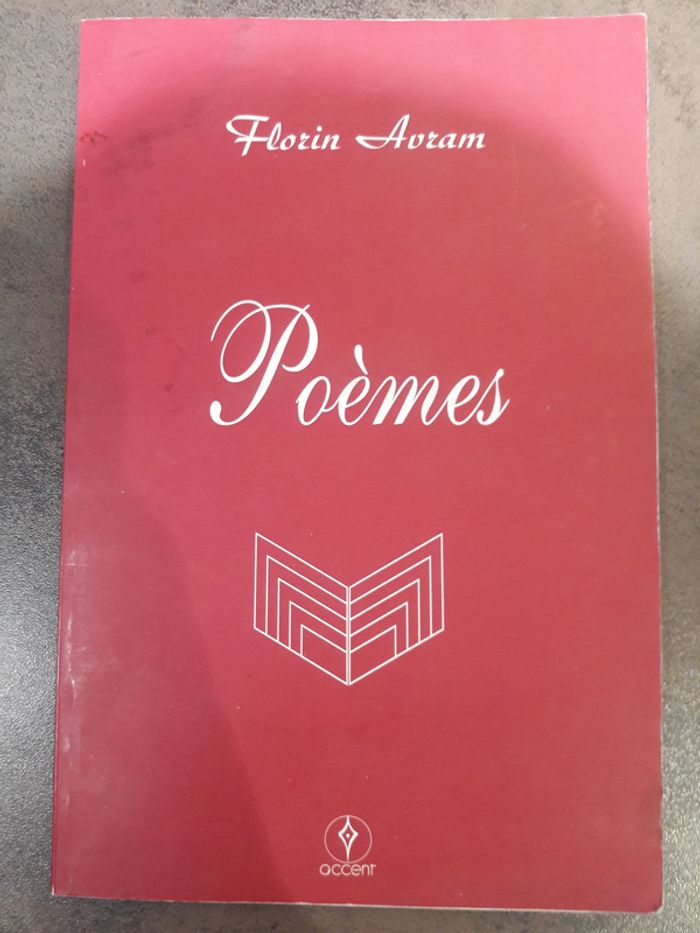 Florin Avram
Poèmes
accent